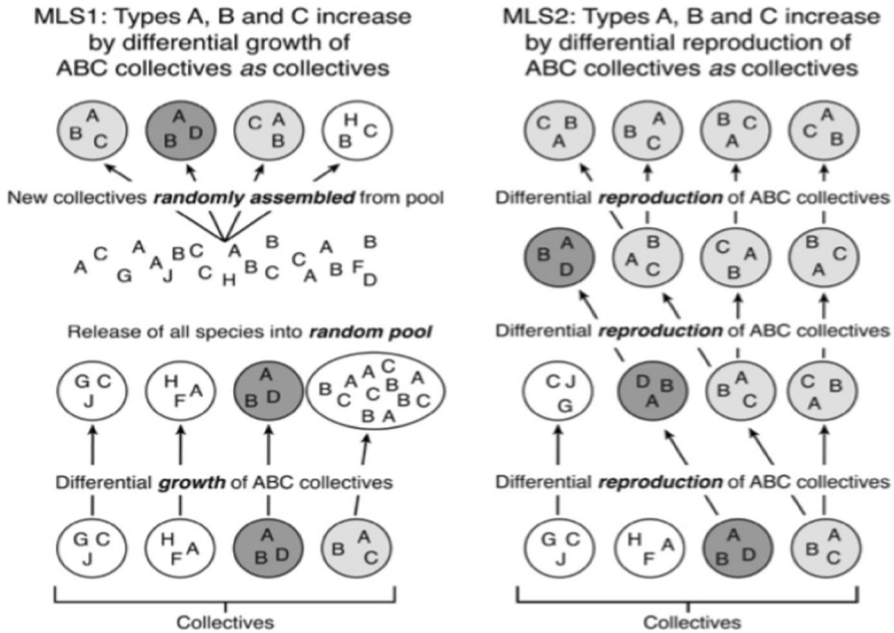 MLS1: Types A, B and C increase
by differential growth of
ABC collectives as collectives
A
B
C
A
B D
C A
B
H
B C
New collectives randomly assembled from pool
A C A B C A B A B
A G A J C H B C C A B F D
Release of all species into random pool
G C
J
H
F A
A
B D
B A A C A
C C B B C
B A
Differential growth of ABC collectives
G C
J
H
F A
A
B D
B A
C
Collectives
MLS2: Types A, B and C increase
by differential reproduction of
ABC collectives as collectives
C B
A
B A
C
B C
A
A
C B
Differential reproduction of ABC collectives
B A
D
B
A C
C A
B
B C
A
Differential reproduction of ABC collectives
C J
G
D B
A
B A
C
C B
A
Differential reproduction of ABC collectives
G C
J
H A
F
A
B D
B A
C
Collectives